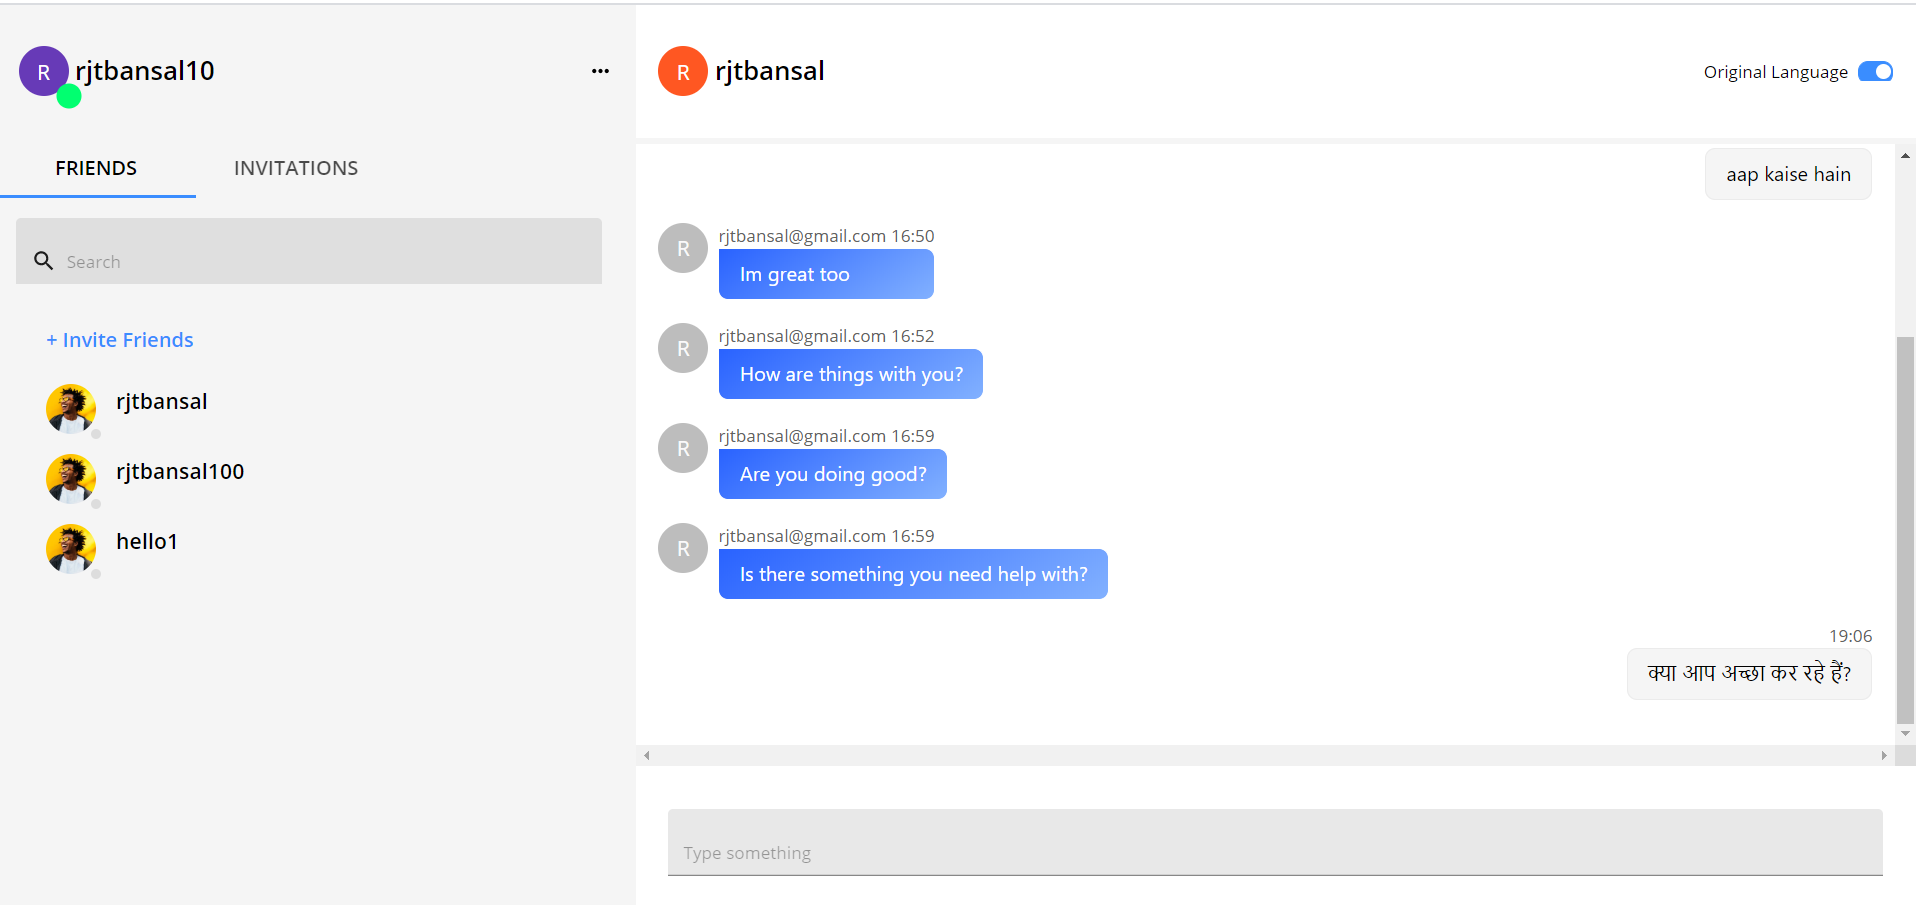 R rjtbansal10 •••
FRIENDS INVITATIONS
Search
+ Invite Friends
rjtbansal
rjtbansal100
hello1
R rjtbansal Original Language
aap kaise hain
R rjtbansal@gmail.com 16:50
Im great too
R rjtbansal@gmail.com 16:52
How are things with you?
R rjtbansal@gmail.com 16:59
Are you doing good?
R rjtbansal@gmail.com 16:59
Is there something you need help with?
19:06
क्या आप अच्छा कर रहे हैं?
Type something